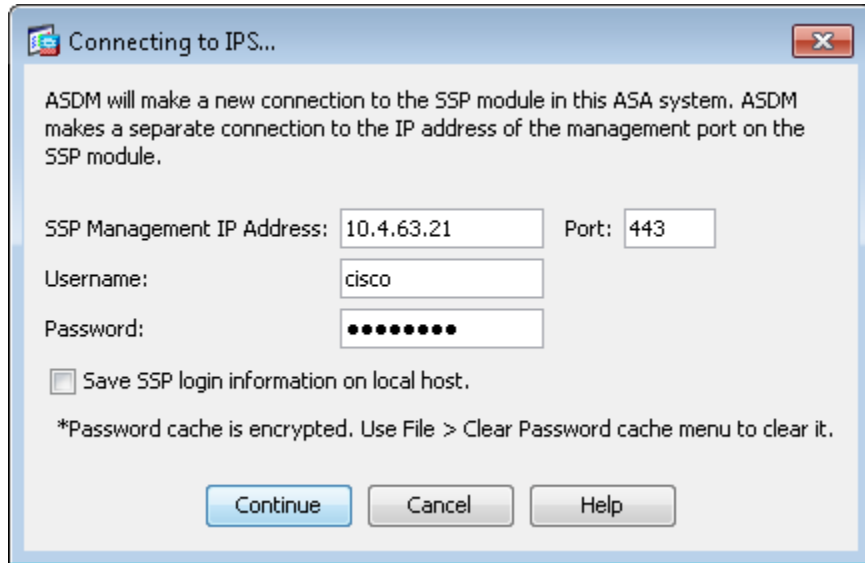 Connecting to IPS...
ASDM will make a new connection to the SSP module in this ASA system. ASDM
makes a separate connection to the IP address of the management port on the
SSP module.
SSP Management IP Address: 10.4.63.21 Port: 443
Username: cisco
Password: ●●●●●●●●
Save SSP login information on local host.
*Password cache is encrypted. Use File > Clear Password cache menu to clear it.
Continue Cancel Help